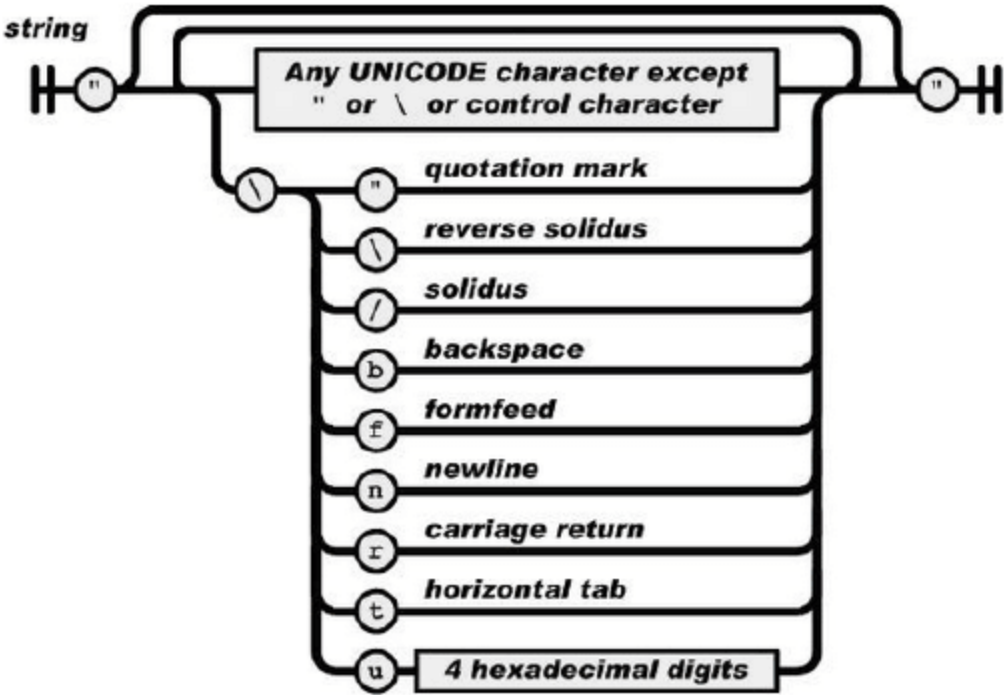 string
"
Any UNICODE character except
" or \ or control character
"
\
" quotation mark
\ reverse solidus
/ solidus
b backspace
f formfeed
n newline
r carriage return
t horizontal tab
u 4 hexadecimal digits